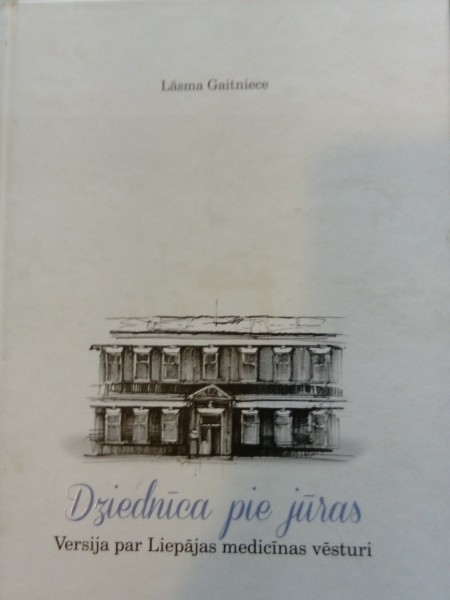 Lāsma Gaitniece
Dziednīca pie jūras
Versija par Liepājas medicīnas vēsturi